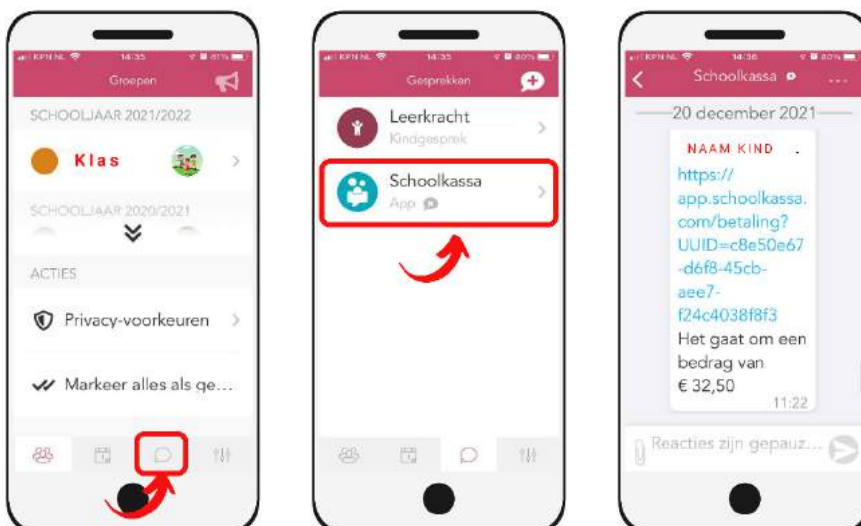 KPN NL 14:35 81%
Groepen
SCHOOLJAAR 2021/2022
Klas
SCHOOLJAAR 2020/2021
ACTIES
Privacy-voorkeuren
Markeer alles als ge...
KPN NL 14:35 80%
Gesprekken
Leerkracht
Kindgesprek
Schoolkassa
App
KPN NL 14:36 80%
Schoolkassa ...
20 december 2021
NAAM KIND .
https://
app.schoolkassa.
com/betaling?
UUID=c8e50e67
-d6f8-45cb-
aee7-
f24c4038f8f3
Het gaat om een
bedrag van
€ 32,50
11:22
Reacties zijn gepauz...